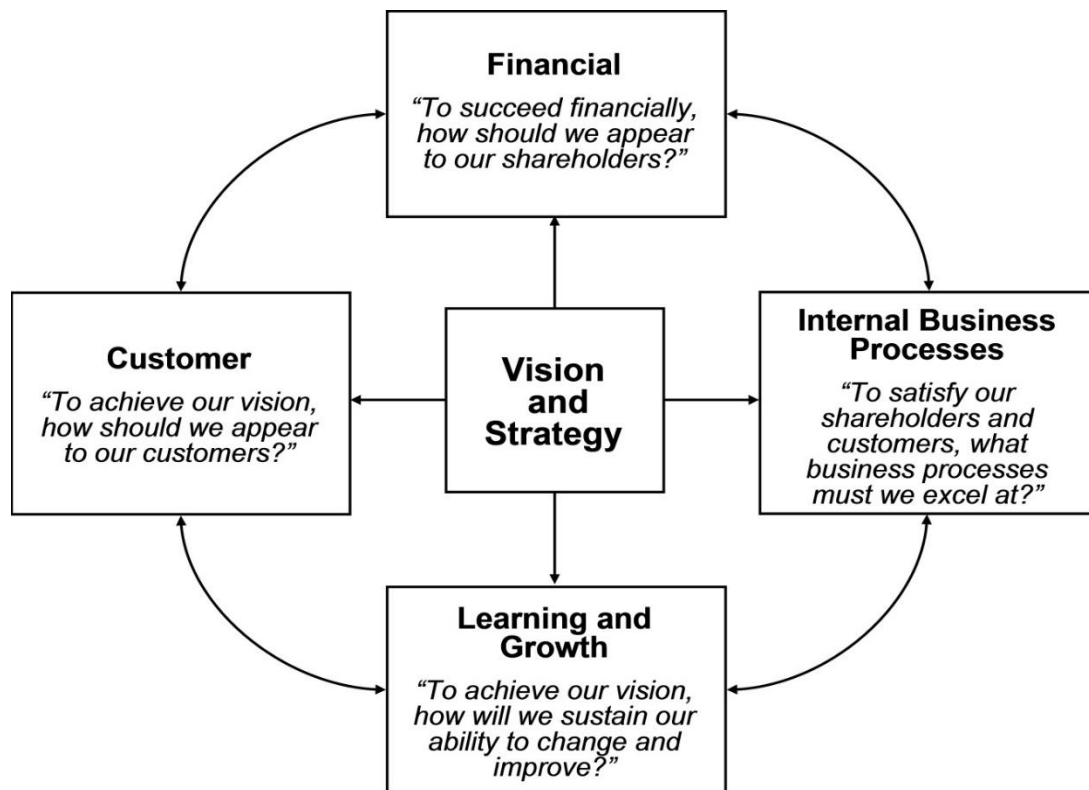 Financial
“To succeed financially,
how should we appear
to our shareholders?”
Customer
“To achieve our vision,
how should we appear
to our customers?”
Vision
and
Strategy
Internal Business
Processes
“To satisfy our
shareholders and
customers, what
business processes
must we excel at?”
Learning and
Growth
“To achieve our vision,
how will we sustain our
ability to change and
improve?”